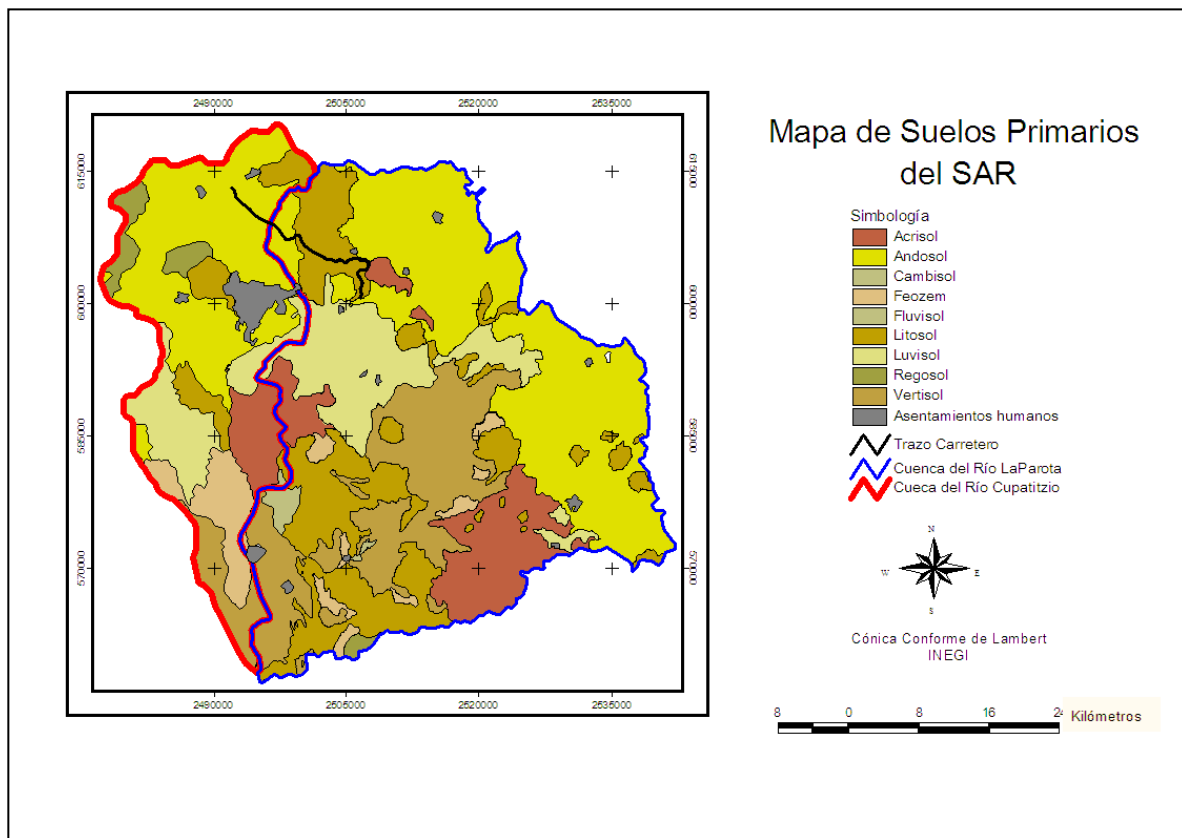 Mapa de Suelos Primarios
del SAR
Simbología
Acrisol
Andosol
Cambisol
Feozem
Fluvisol
Litosol
Luvisol
Regosol
Vertisol
Asentamientos humanos
Trazo Carretero
Cuenca del Río LaParota
Cueca del Río Cupatitzio
N
W E
S
Cónica Conforme de Lambert
INEGI
8 0 8 16 24 Kilómetros
2490000 2505000 2520000 2535000
615000 615000
600000 600000
585000 585000
570000 570000
2490000 2505000 2520000 2535000